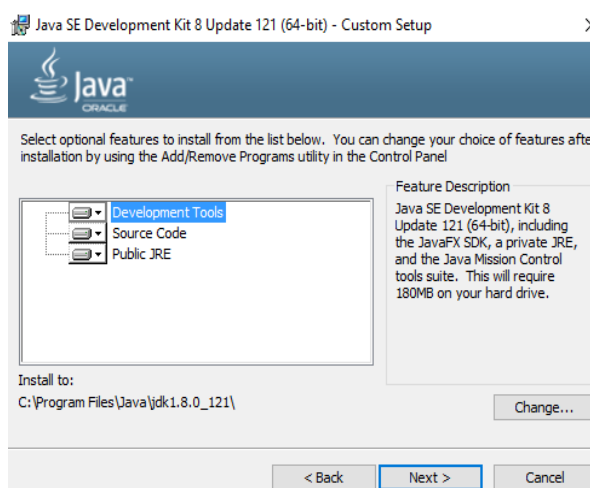 Java SE Development Kit 8 Update 121 (64-bit) - Custom Setup
Java™
ORACLE
Select optional features to install from the list below. You can change your choice of features afte
installation by using the Add/Remove Programs utility in the Control Panel
Development Tools
Source Code
Public JRE
Feature Description
Java SE Development Kit 8
Update 121 (64-bit), including
the JavaFX SDK, a private JRE,
and the Java Mission Control
tools suite. This will require
180MB on your hard drive.
Install to:
C:\Program Files\Java\jdk1.8.0_121\
Change...
< Back
Next >
Cancel